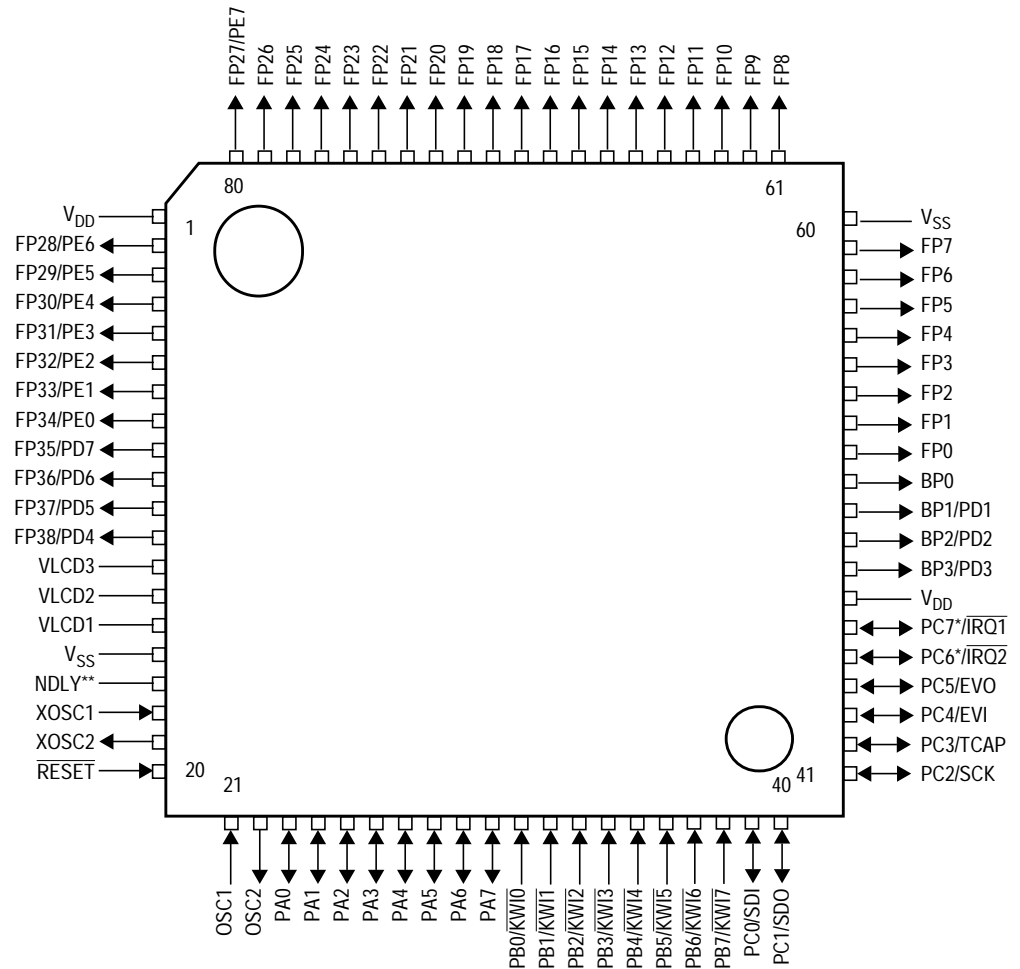 FP27/PE7
FP26
FP25
FP24
FP23
FP22
FP21
FP20
FP19
FP18
FP17
FP16
FP15
FP14
FP13
FP12
FP11
FP10
FP9
FP8
80
61
1
60
VDD
FP28/PE6
FP29/PE5
FP30/PE4
FP31/PE3
FP32/PE2
FP33/PE1
FP34/PE0
FP35/PD7
FP36/PD6
FP37/PD5
FP38/PD4
VLCD3
VLCD2
VLCD1
VSS
NDLY**
XOSC1
XOSC2
RESET
VSS
FP7
FP6
FP5
FP4
FP3
FP2
FP1
FP0
BP0
BP1/PD1
BP2/PD2
BP3/PD3
VDD
PC7*/IRQ1
PC6*/IRQ2
PC5/EVO
PC4/EVI
PC3/TCAP
PC2/SCK
20
21
40
41
OSC1
OSC2
PA0
PA1
PA2
PA3
PA4
PA5
PA6
PA7
PB0/KWI0
PB1/KWI1
PB2/KWI2
PB3/KWI3
PB4/KWI4
PB5/KWI5
PB6/KWI6
PB7/KWI7
PC0/SDI
PC1/SDO